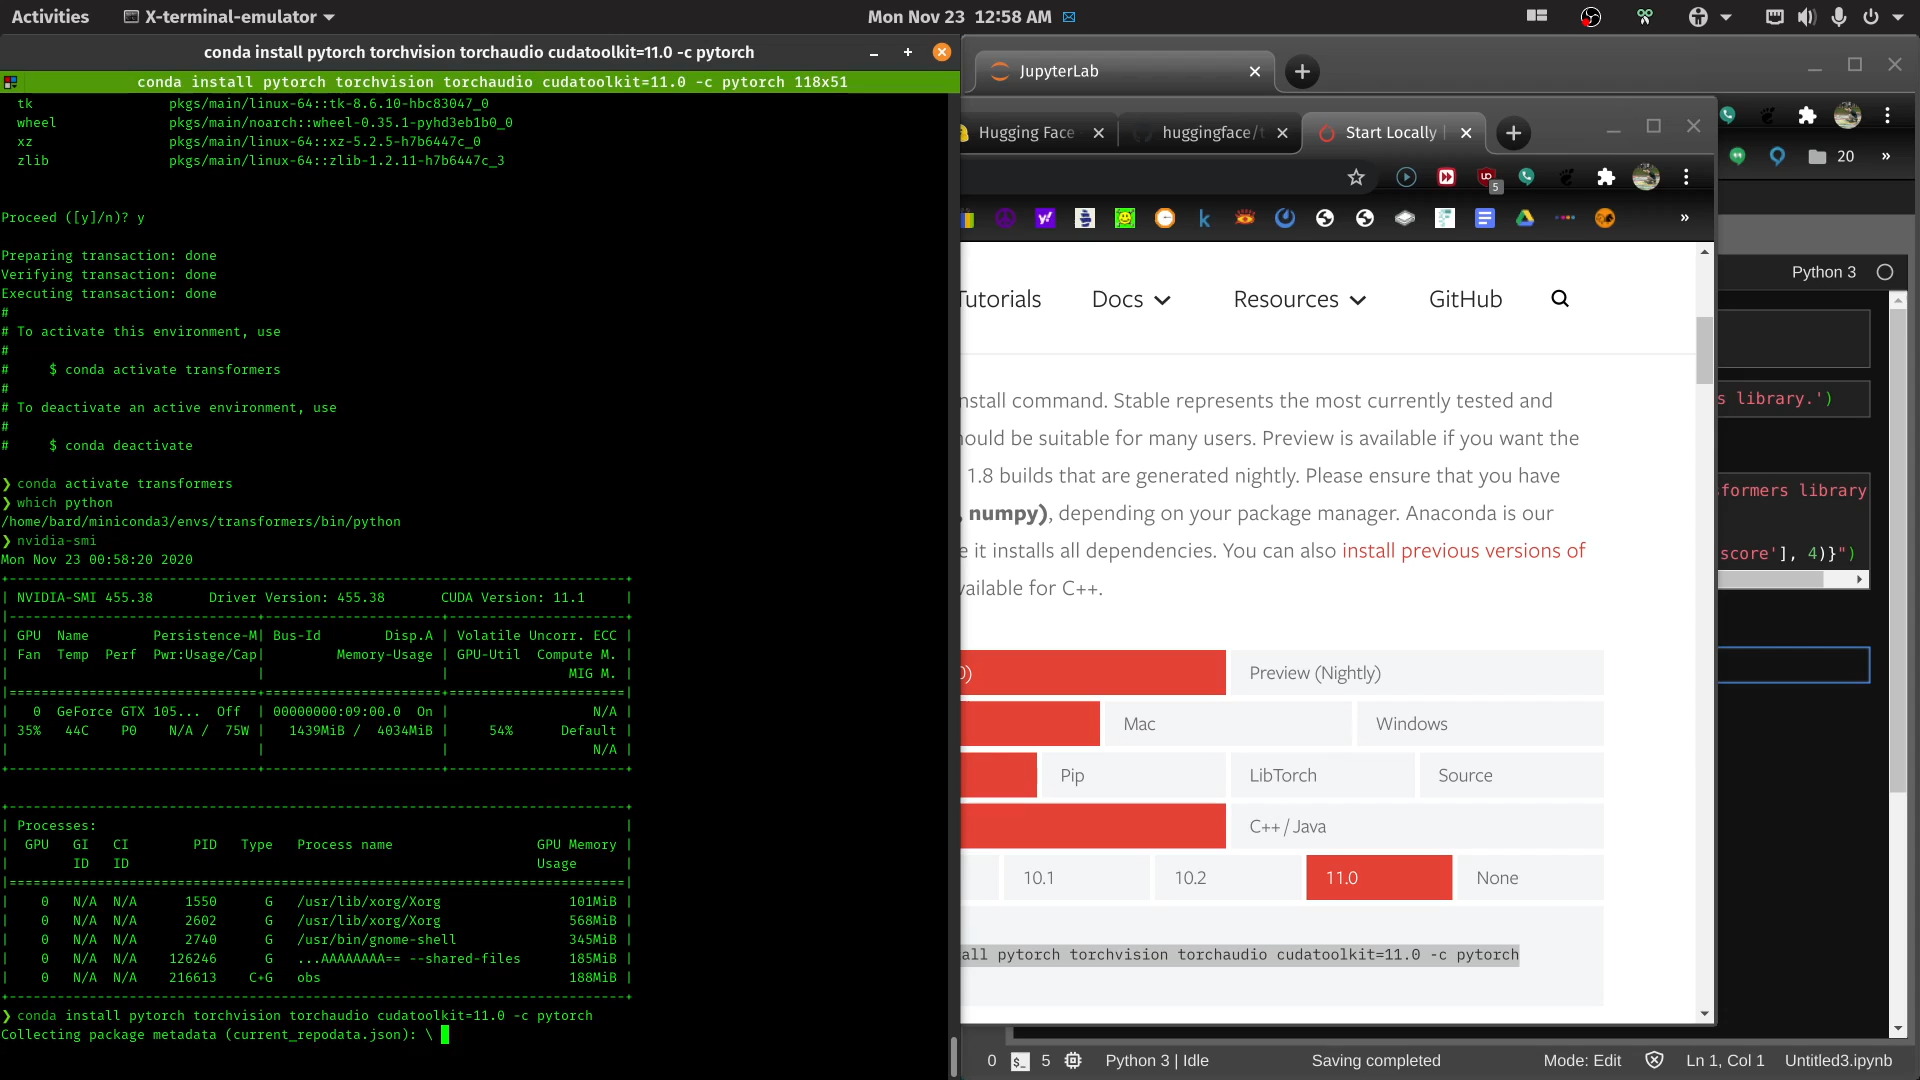 Activities
X-terminal-emulator
Mon Nov 23 12:58 AM
conda install pytorch torchvision torchaudio cudatoolkit=11.0 -c pytorch
conda install pytorch torchvision torchaudio cudatoolkit=11.0 -c pytorch 118x51
tk pkgs/main/linux-64::tk-8.6.10-hbc83047_0
wheel pkgs/main/noarch::wheel-0.35.1-pyhd3eb1b0_0
xz pkgs/main/linux-64::xz-5.2.5-h7b6447c_0
zlib pkgs/main/linux-64::zlib-1.2.11-h7b6447c_3
Proceed ([y]/n)? y
Preparing transaction: done
Verifying transaction: done
Executing transaction: done
#
# To activate this environment, use
#
# $ conda activate transformers
#
# To deactivate an active environment, use
#
# $ conda deactivate
❯ conda activate transformers
❯ which python
/home/bard/miniconda3/envs/transformers/bin/python
❯ nvidia-smi
Mon Nov 23 00:58:20 2020
| NVIDIA-SMI 455.38 Driver Version: 455.38 CUDA Version: 11.1 |
| GPU Name Persistence-M| Bus-Id Disp.A | Volatile Uncorr. ECC |
| Fan Temp Perf Pwr:Usage/Cap| Memory-Usage | GPU-Util Compute M. |
| | | MIG M. |
| 0 GeForce GTX 105... Off | 00000000:09:00.0 On | N/A |
| 35% 44C P0 N/A / 75W | 1439MiB / 4034MiB | 54% Default |
| | | N/A |
| Processes: |
| GPU GI CI PID Type Process name GPU Memory |
| ID ID Usage |
| 0 N/A N/A 1550 G /usr/lib/xorg/Xorg 101MiB |
| 0 N/A N/A 2602 G /usr/lib/xorg/Xorg 568MiB |
| 0 N/A N/A 2740 G /usr/bin/gnome-shell 345MiB |
| 0 N/A N/A 126246 G ...AAAAAAAA== --shared-files 185MiB |
| 0 N/A N/A 216613 C+G obs 188MiB |
❯ conda install pytorch torchvision torchaudio cudatoolkit=11.0 -c pytorch
Collecting package metadata (current_repodata.json): \
JupyterLab
Hugging Face
huggingface/t
Start Locally
5
20
Tutorials
Docs
Resources
GitHub
nstall command. Stable represents the most currently tested and
hould be suitable for many users. Preview is available if you want the
1.8 builds that are generated nightly. Please ensure that you have
, numpy), depending on your package manager. Anaconda is our
e it installs all dependencies. You can also install previous versions of
vailable for C++.
0)
Preview (Nightly)
Mac
Windows
Pip
LibTorch
Source
C++ / Java
10.1
10.2
11.0
None
all pytorch torchvision torchaudio cudatoolkit=11.0 -c pytorch
Python 3
s library.')
sformers library
score'], 4)}")
0
5
Python 3 | Idle
Saving completed
Mode: Edit
Ln 1, Col 1
Untitled3.ipynb